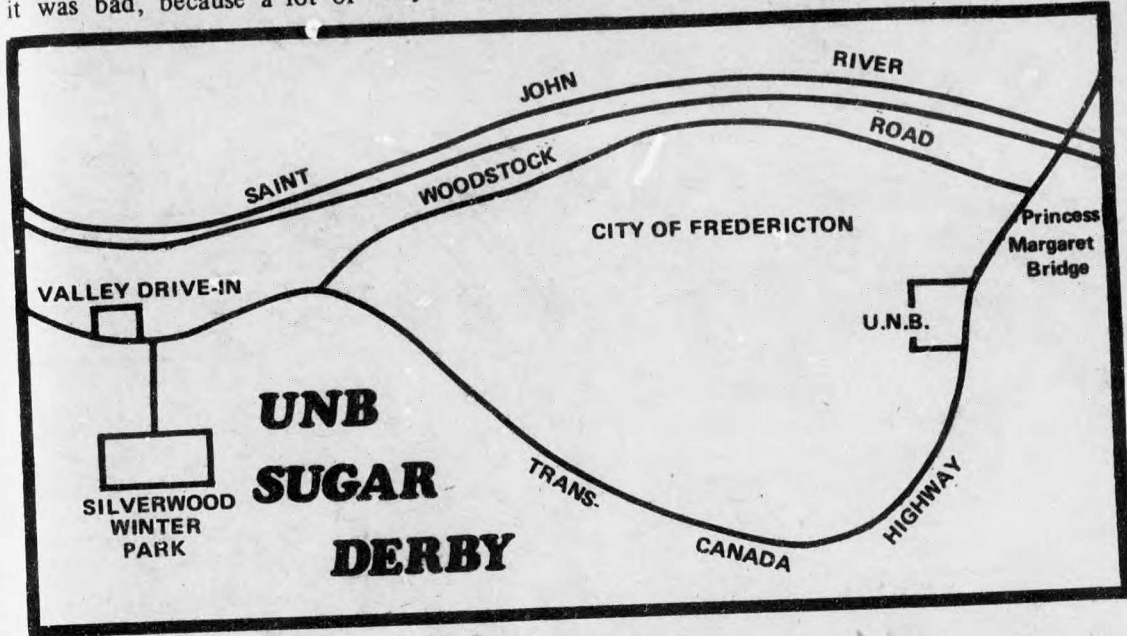 it was bad, because a lot of
SAINT JOHN RIVER
WOODSTOCK ROAD
CITY OF FREDERICTON
Princess
Margaret
Bridge
VALLEY DRIVE-IN
U.N.B.
UNB
SUGAR
DERBY
SILVERWOOD
WINTER
PARK
TRANS-
CANADA
HIGHWAY